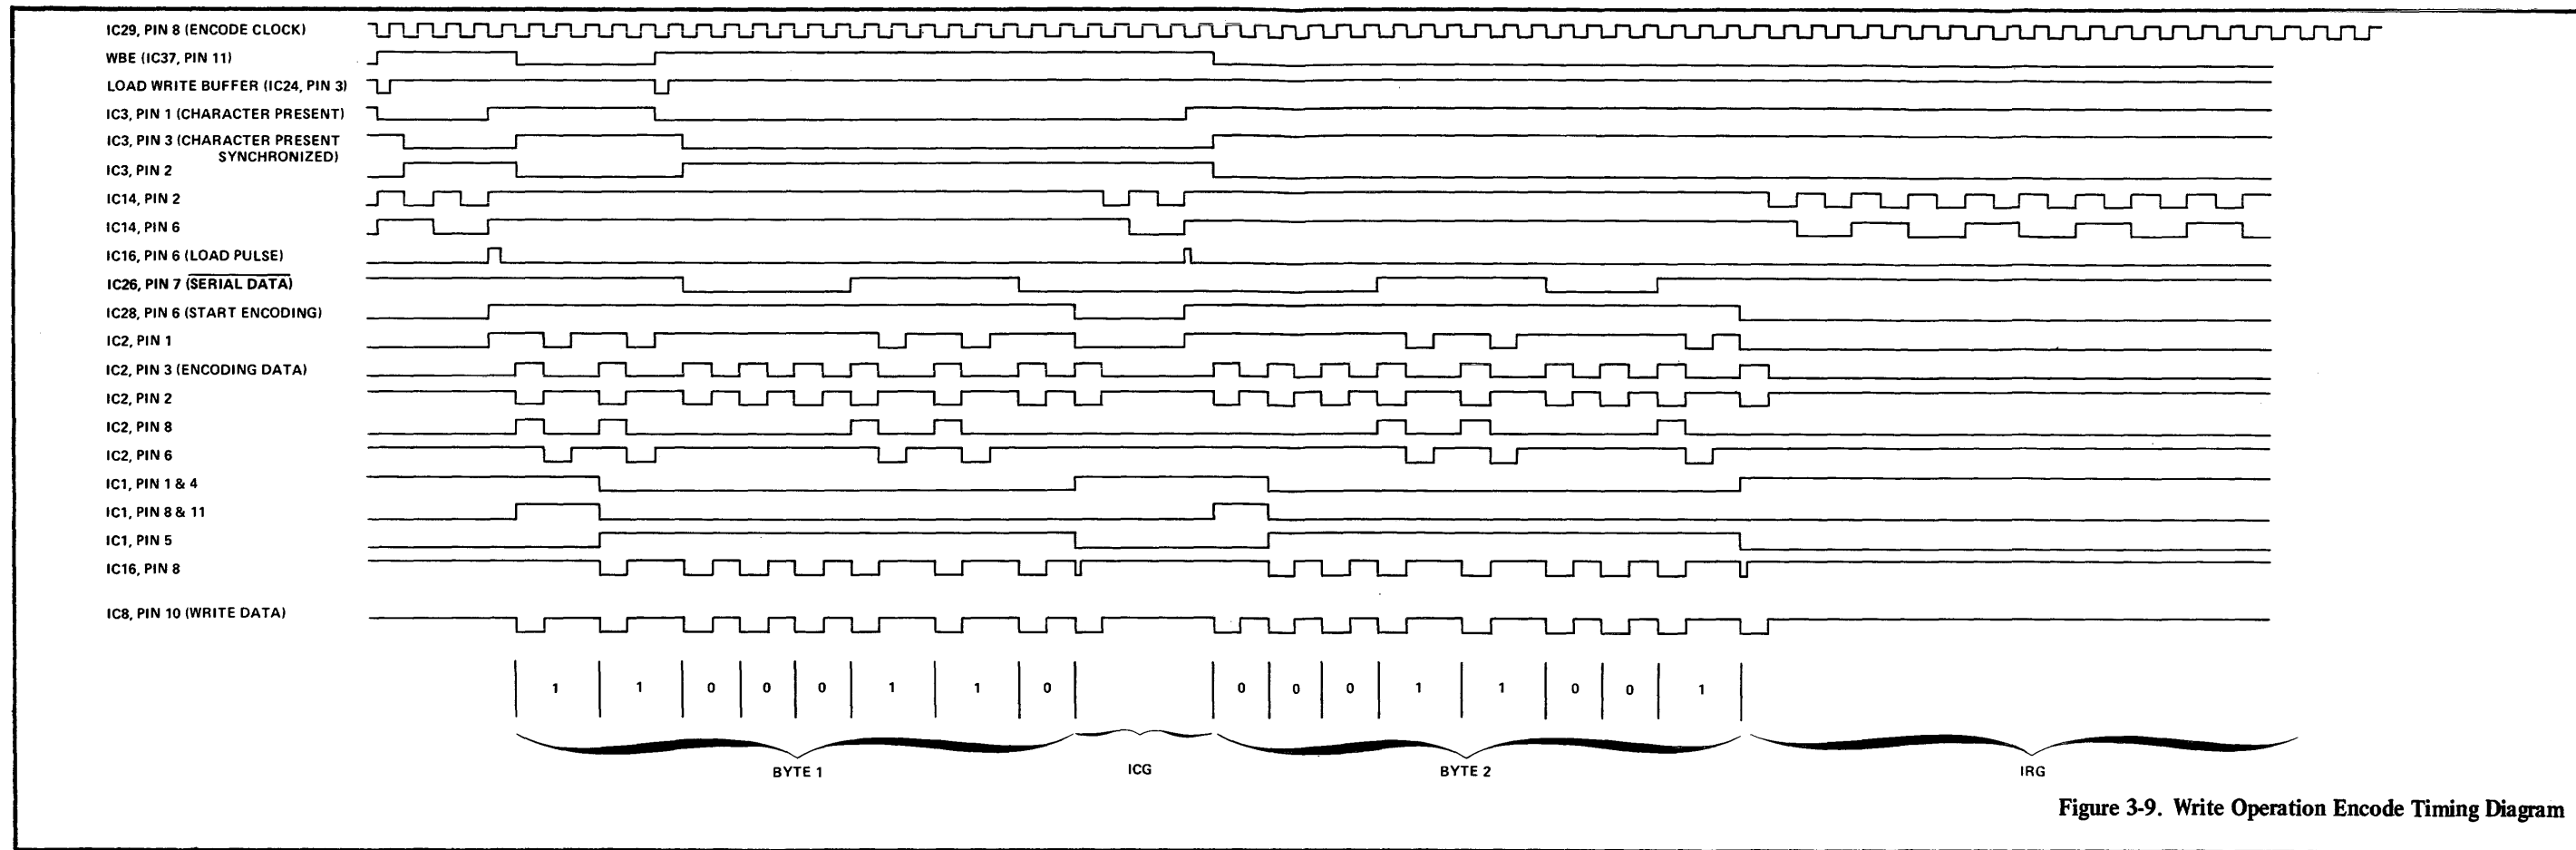 IC29, PIN 8 (ENCODE CLOCK)
WBE (IC37, PIN 11)
LOAD WRITE BUFFER (IC24, PIN 3)
IC3, PIN 1 (CHARACTER PRESENT)
IC3, PIN 3 (CHARACTER PRESENT
SYNCHRONIZED)
IC3, PIN 2
IC14, PIN 2
IC14, PIN 6
IC16, PIN 6 (LOAD PULSE)
IC26, PIN 7 (SERIAL DATA)
IC28, PIN 6 (START ENCODING)
IC2, PIN 1
IC2, PIN 3 (ENCODING DATA)
IC2, PIN 2
IC2, PIN 8
IC2, PIN 6
IC1, PIN 1 & 4
IC1, PIN 8 & 11
IC1, PIN 5
IC16, PIN 8
IC8, PIN 10 (WRITE DATA)
1 1 0 0 0 1 1 0 0 0 0 1 1 0 0 1
BYTE 1 ICG BYTE 2 IRG
Figure 3-9. Write Operation Encode Timing Diagram